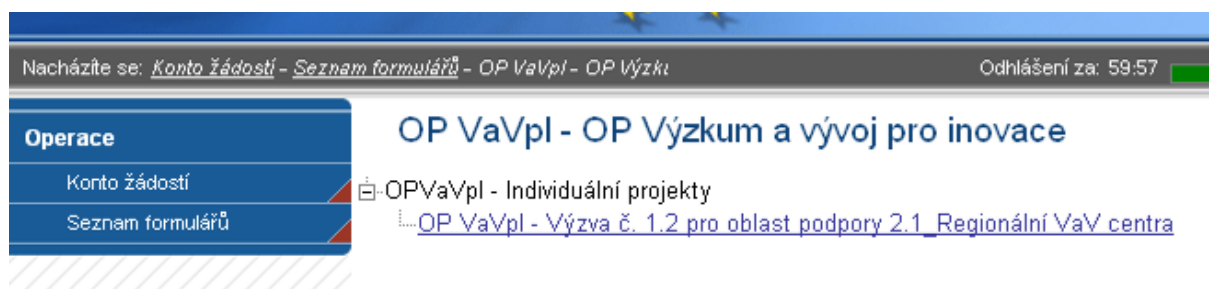 Nacházíte se: Konto žádostí - Seznam formulářů - OP VaVpI - OP Výzku
Odhlášení za: 59:57
Operace
Konto žádostí
Seznam formulářů
OP VaVpI - OP Výzkum a vývoj pro inovace
OPVaVpI - Individuální projekty
OP VaVpI - Výzva č. 1.2 pro oblast podpory 2.1_Regionální VaV centra